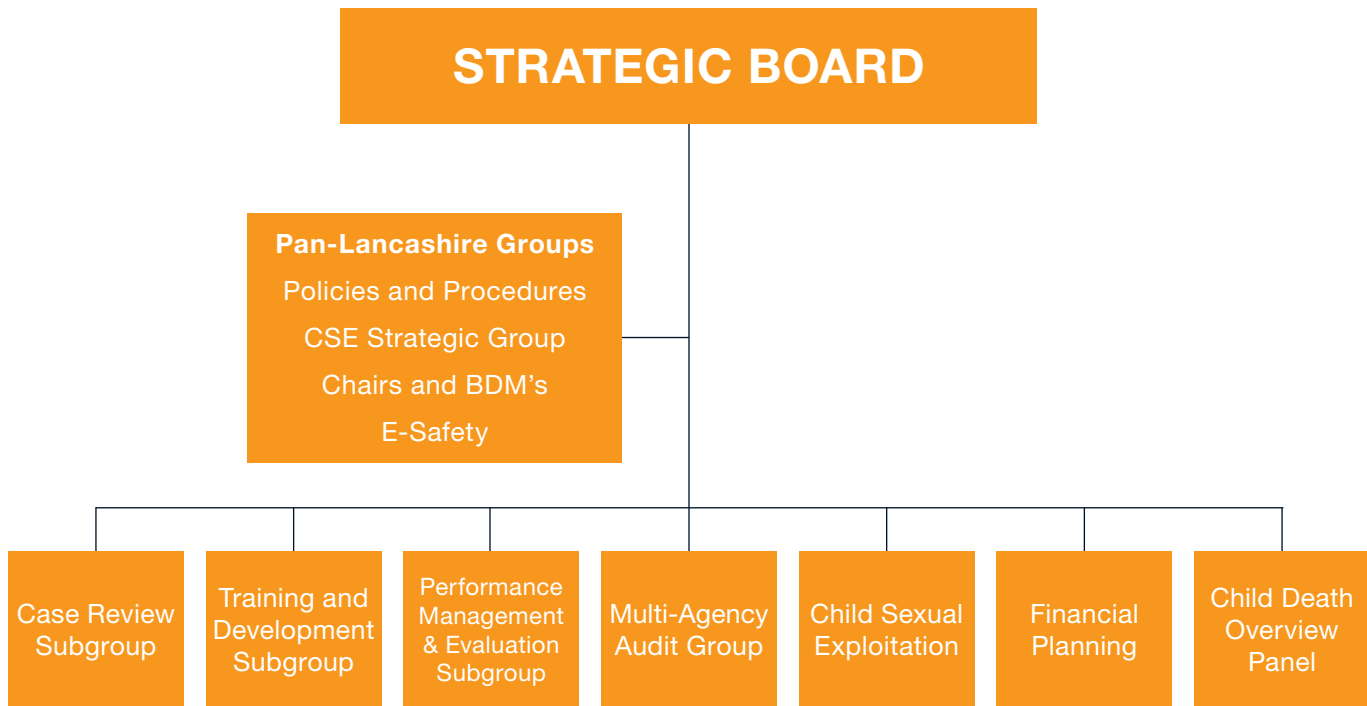 STRATEGIC BOARD
Pan-Lancashire Groups
Policies and Procedures
CSE Strategic Group
Chairs and BDM’s
E-Safety
Case Review
Subgroup
Training and
Development
Subgroup
Performance
Management
& Evaluation
Subgroup
Multi-Agency
Audit Group
Child Sexual
Exploitation
Financial
Planning
Child Death
Overview
Panel